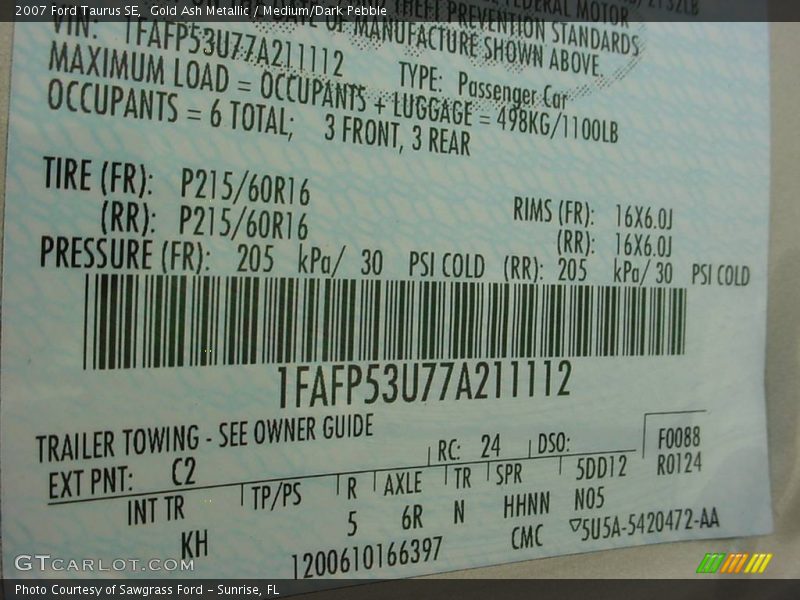 2007 Ford Taurus SE, Gold Ash Metallic / Medium/Dark Pebble
FEDERAL MOTOR
THEFT PREVENTION STANDARDS
DATE OF MANUFACTURE SHOWN ABOVE.
VIN: 1FAFP53U77A211112
TYPE: Passenger Car
MAXIMUM LOAD = OCCUPANTS + LUGGAGE = 498KG/1100LB
OCCUPANTS = 6 TOTAL; 3 FRONT, 3 REAR
TIRE (FR): P215/60R16 RIMS (FR): 16X6.0J
(RR): P215/60R16 (RR): 16X6.0J
PRESSURE (FR): 205 kPa/ 30 PSI COLD (RR): 205 kPa/ 30 PSI COLD
1FAFP53U77A211112
TRAILER TOWING - SEE OWNER GUIDE
EXT PNT: C2 RC: 24 DSO: F0088
R0124
INT TR TP/PS R AXLE TR SPR 5DD12
KH 5 6R N HHNN N05
1200610166397 CMC ▽5U5A-5420472-AA
GTCARLOT.COM
Photo Courtesy of Sawgrass Ford – Sunrise, FL